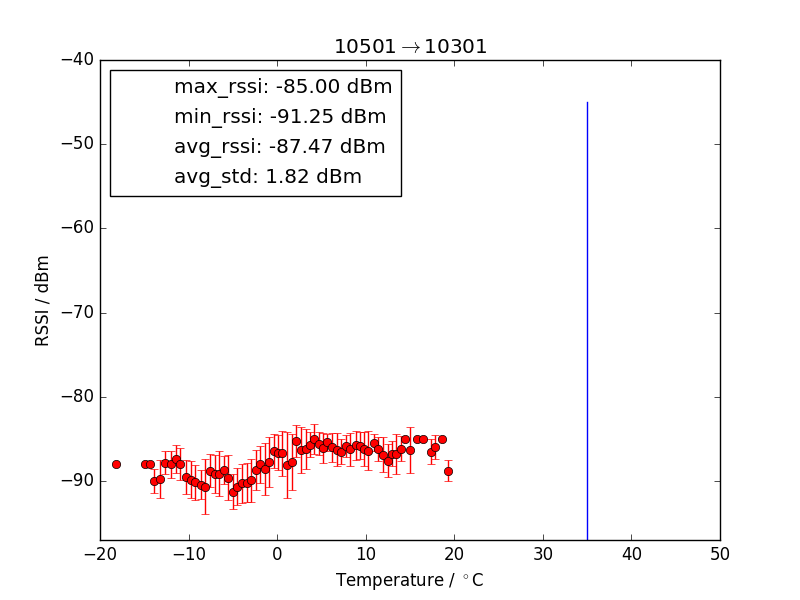 10501→10301
max_rssi: -85.00 dBm
min_rssi: -91.25 dBm
avg_rssi: -87.47 dBm
avg_std: 1.82 dBm
RSSI / dBm
−40
−50
−60
−70
−80
−90
−20 −10 0 10 20 30 40 50
Temperature / °C